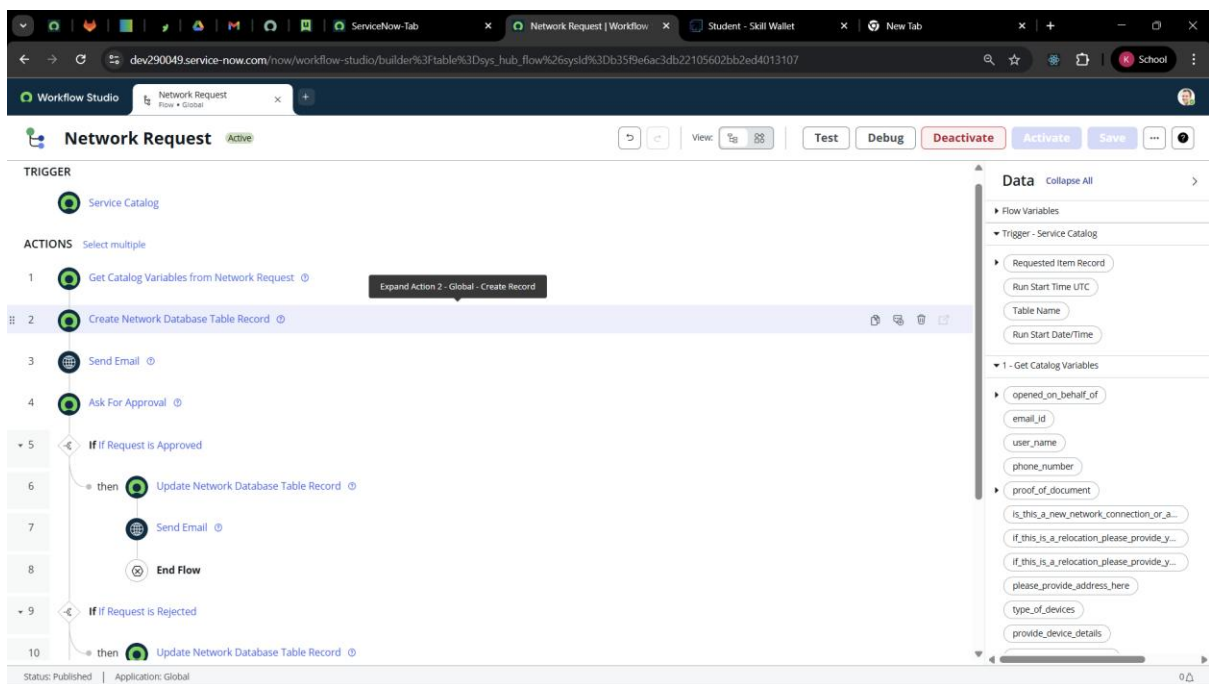 ServiceNow-Tab
Network Request | Workflow
Student - Skill Wallet
New Tab
dev290049.service-now.com/now/workflow-studio/builder%3Ftable%3Dsys_hub_flow%26sysId%3Db35f9e6ac3db22105602bb2ed4013107
K School
Workflow Studio
Network Request
Flow • Global
Network Request Active
View:
Test Debug Deactivate Activate Save
TRIGGER
Service Catalog
ACTIONS Select multiple
1 Get Catalog Variables from Network Request
Expand Action 2 - Global - Create Record
2 Create Network Database Table Record
3 Send Email
4 Ask For Approval
5 If If Request is Approved
6 then Update Network Database Table Record
7 Send Email
8 End Flow
9 If If Request is Rejected
10 then Update Network Database Table Record
Data Collapse All
Flow Variables
Trigger - Service Catalog
Requested Item Record
Run Start Time UTC
Table Name
Run Start Date/Time
1 - Get Catalog Variables
opened_on_behalf_of
email_id
user_name
phone_number
proof_of_document
is_this_a_new_network_connection_or_a...
if_this_is_a_relocation_please_provide_y...
if_this_is_a_relocation_please_provide_y...
please_provide_address_here
type_of_devices
provide_device_details
Status: Published | Application: Global
0